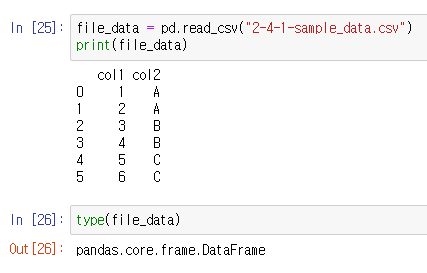 In [25]: file_data = pd.read_csv("2-4-1-sample_data.csv")
print(file_data)
col1 col2
0 1 A
1 2 A
2 3 B
3 4 B
4 5 C
5 6 C
In [26]: type(file_data)
Out[26]: pandas.core.frame.DataFrame